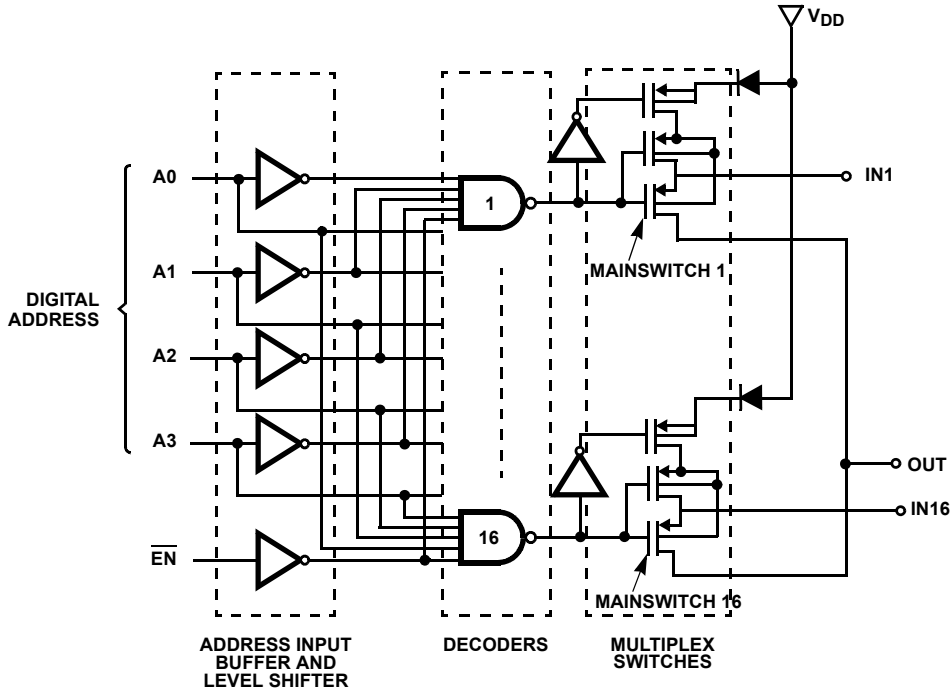 VDD
A0
1
IN1
A1
MAINSWITCH 1
DIGITAL
ADDRESS
A2
A3
OUT
IN16
16
EN
MAINSWITCH 16
ADDRESS INPUT
BUFFER AND
LEVEL SHIFTER
DECODERS
MULTIPLEX
SWITCHES